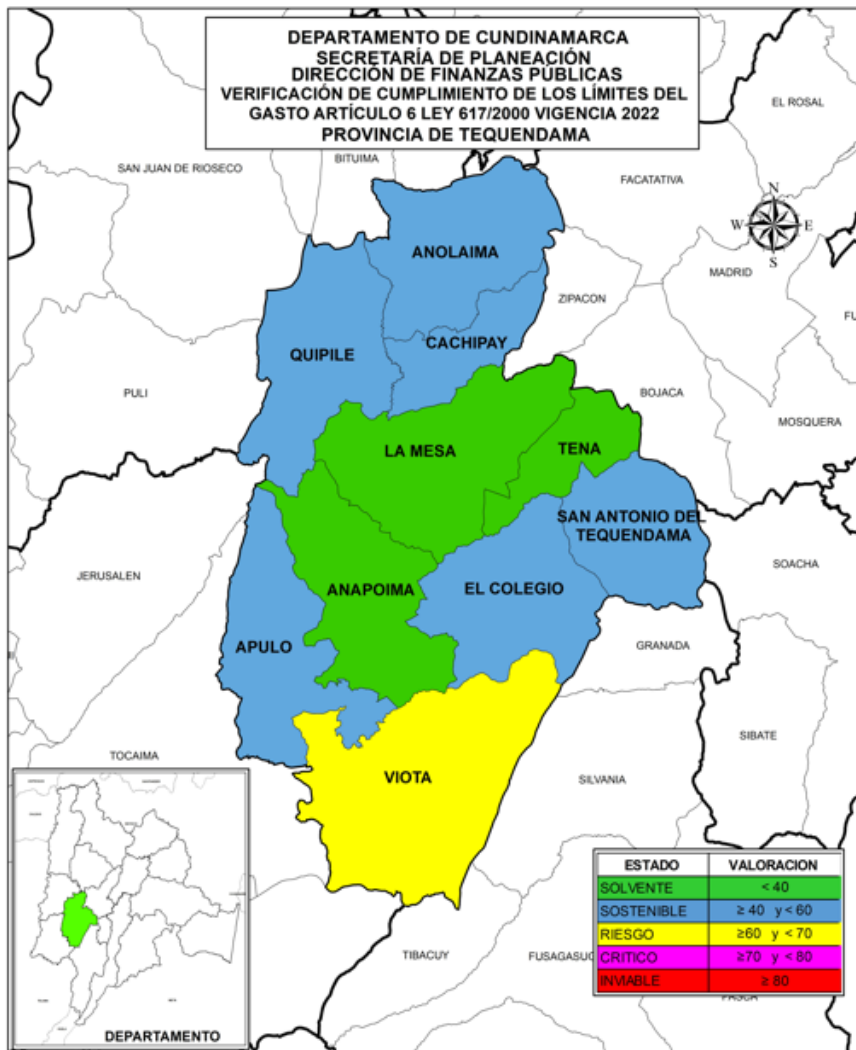 DEPARTAMENTO DE CUNDINAMARCA
SECRETARÍA DE PLANEACIÓN
DIRECCIÓN DE FINANZAS PÚBLICAS
VERIFICACIÓN DE CUMPLIMIENTO DE LOS LÍMITES DEL
GASTO ARTÍCULO 6 LEY 617/2000 VIGENCIA 2022
PROVINCIA DE TEQUENDAMA
EL ROSAL
BITUIMA
SAN JUAN DE RIOSECO
FACATATIVA
N
W
E
S
ANOLAIMA
MADRID
ZIPACON
FU
CACHIPAY
QUIPILE
PULI
BOJACA
MOSQUERA
LA MESA
TENA
SAN ANTONIO DEL
TEQUENDAMA
SOACHA
JERUSALEN
ANAPOIMA
EL COLEGIO
APULO
GRANADA
SIBATE
TOCAIMA
VIOTA
SILVANIA
ESTADO VALORACION
SOLVENTE < 40
SOSTENIBLE ≥ 40 y < 60
RIESGO ≥60 y < 70
CRITICO ≥70 y < 80
INVIABLE ≥ 80
TIBACUY
FUSAGASUG
PASCA
DEPARTAMENTO